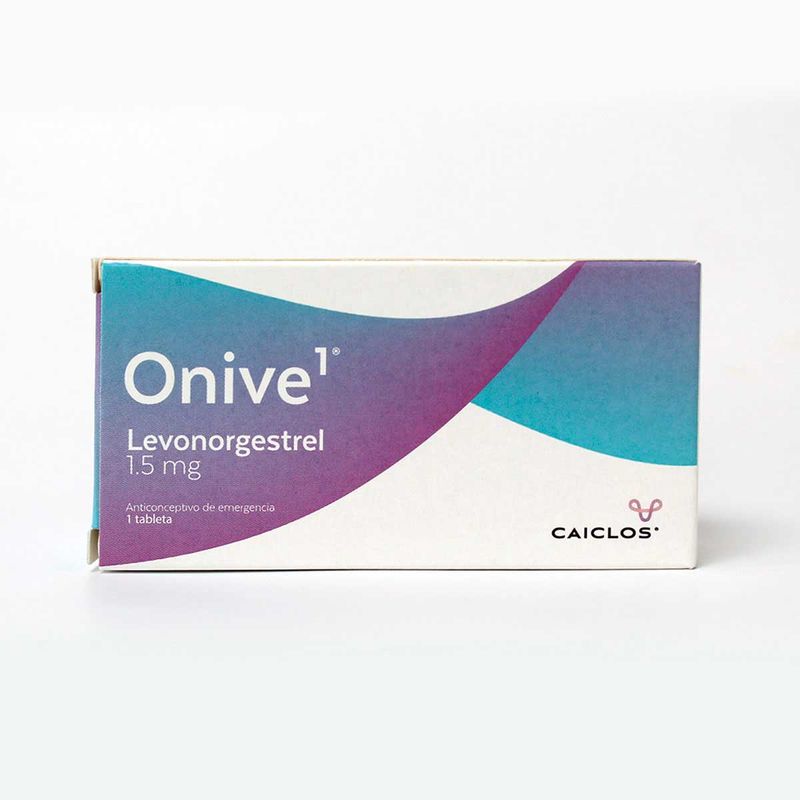 Onive¹®
Levonorgestrel
1.5 mg
Anticonceptivo de emergencia
1 tableta
CAICLOS